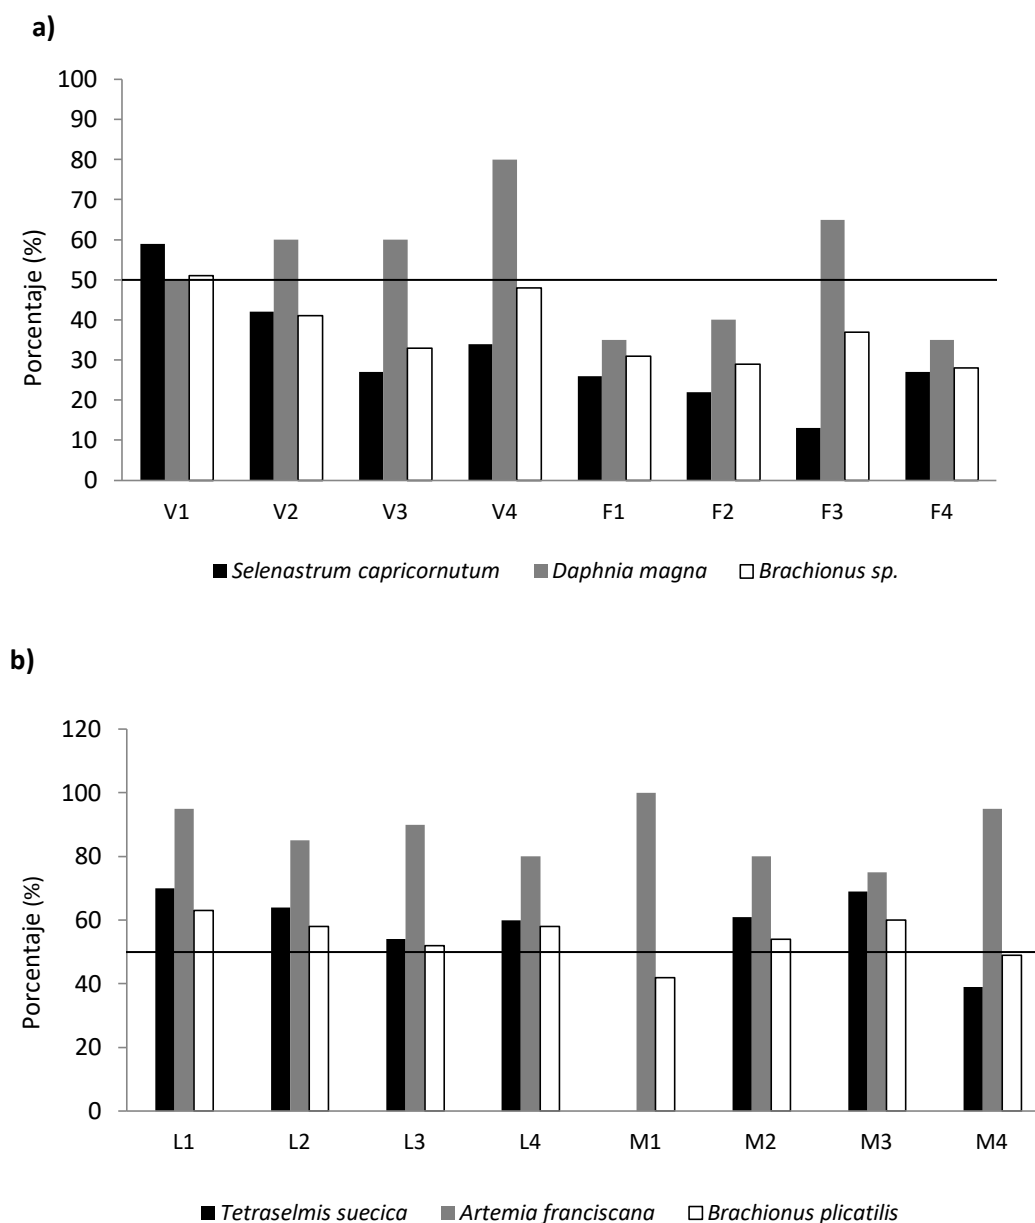 a)
100
90
80
70
60
50
40
30
20
10
0
Porcentaje (%)
V1 V2 V3 V4 F1 F2 F3 F4
Selenastrum capricornutum Daphnia magna Brachionus sp.
b)
120
100
80
60
40
20
0
Porcentaje (%)
L1 L2 L3 L4 M1 M2 M3 M4
Tetraselmis suecica Artemia franciscana Brachionus plicatilis